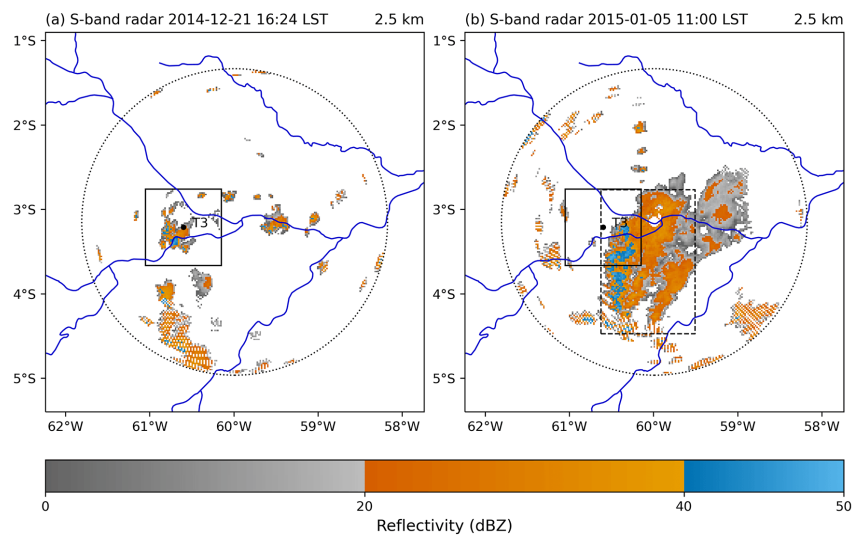 (a) S-band radar 2014-12-21 16:24 LST 2.5 km
(b) S-band radar 2015-01-05 11:00 LST 2.5 km
1°S
2°S
3°S
4°S
5°S
T3
62°W 61°W 60°W 59°W 58°W
1°S
2°S
3°S
4°S
5°S
T3
62°W 61°W 60°W 59°W 58°W
0 20 40 50
Reflectivity (dBZ)